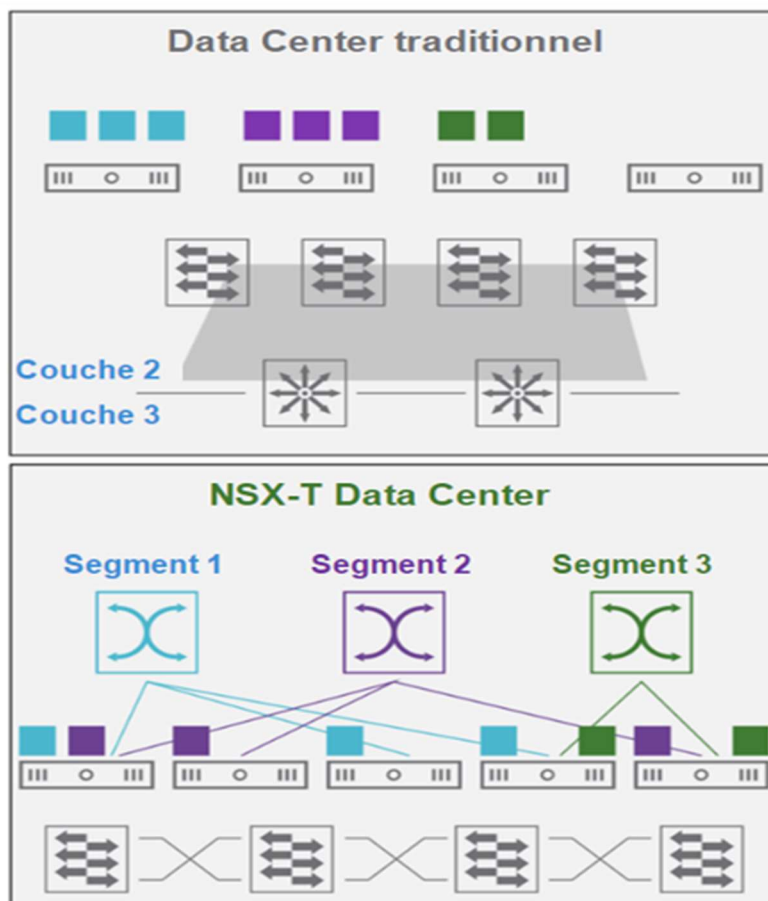 Data Center traditionnel
Couche 2
Couche 3
NSX-T Data Center
Segment 1 Segment 2 Segment 3